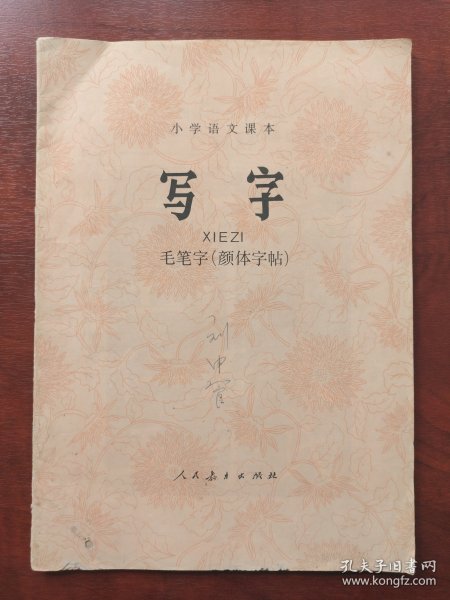 小学语文课本
写字
XIEZI
毛笔字(颜体字帖)
人民教育出版社
孔夫子旧书网
www.kongfz.com